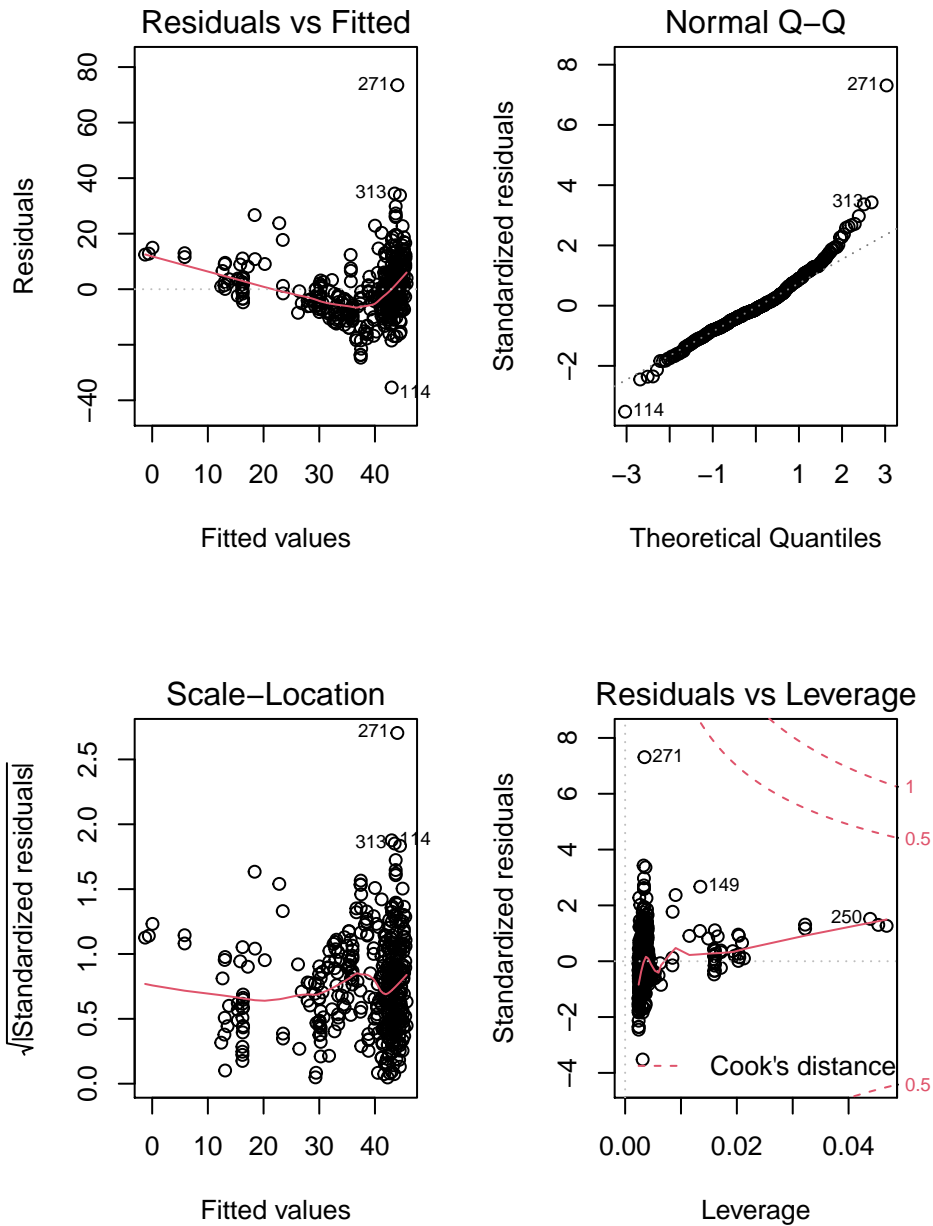 Residuals vs Fitted
Residuals
80
60
40
20
0
−20
−40
271
313
114
0 10 20 30 40
Fitted values
Normal Q−Q
Standardized residuals
8
6
4
2
0
−2
271
313
114
−3 −1 1 2 3
Theoretical Quantiles
Scale−Location
√|Standardized residuals|
2.5
2.0
1.5
1.0
0.5
0.0
271
313 114
0 10 20 30 40
Fitted values
Residuals vs Leverage
Standardized residuals
8
6
4
2
0
−2
−4
271
149
250
1
0.5
0.5
Cook's distance
0.00 0.02 0.04
Leverage